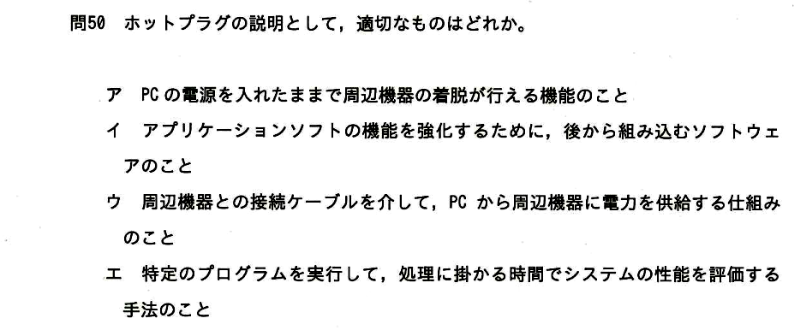 問50 ホットプラグの説明として，適切なものはどれか。
ア PCの電源を入れたままで周辺機器の着脱が行える機能のこと
イ アプリケーションソフトの機能を強化するために，後から組み込むソフトウェ
アのこと
ウ 周辺機器との接続ケーブルを介して，PC から周辺機器に電力を供給する仕組み
のこと
エ 特定のプログラムを実行して，処理に掛かる時間でシステムの性能を評価する
手法のこと